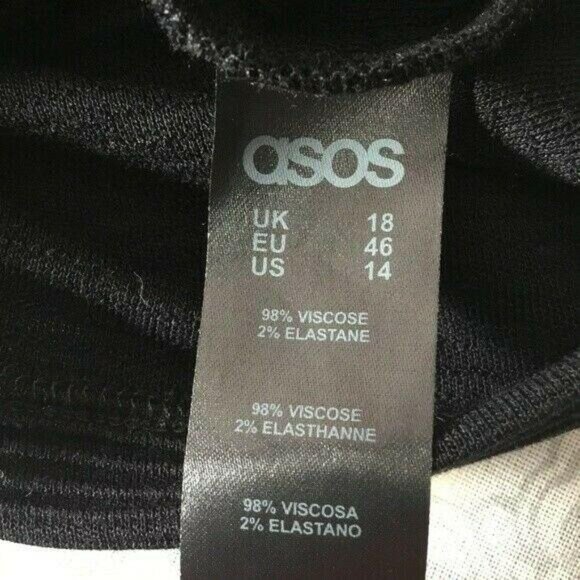 asos
UK 18
EU 46
US 14
98% VISCOSE
2% ELASTANE
98% VISCOSE
2% ELASTHANNE
98% VISCOSA
2% ELASTANO